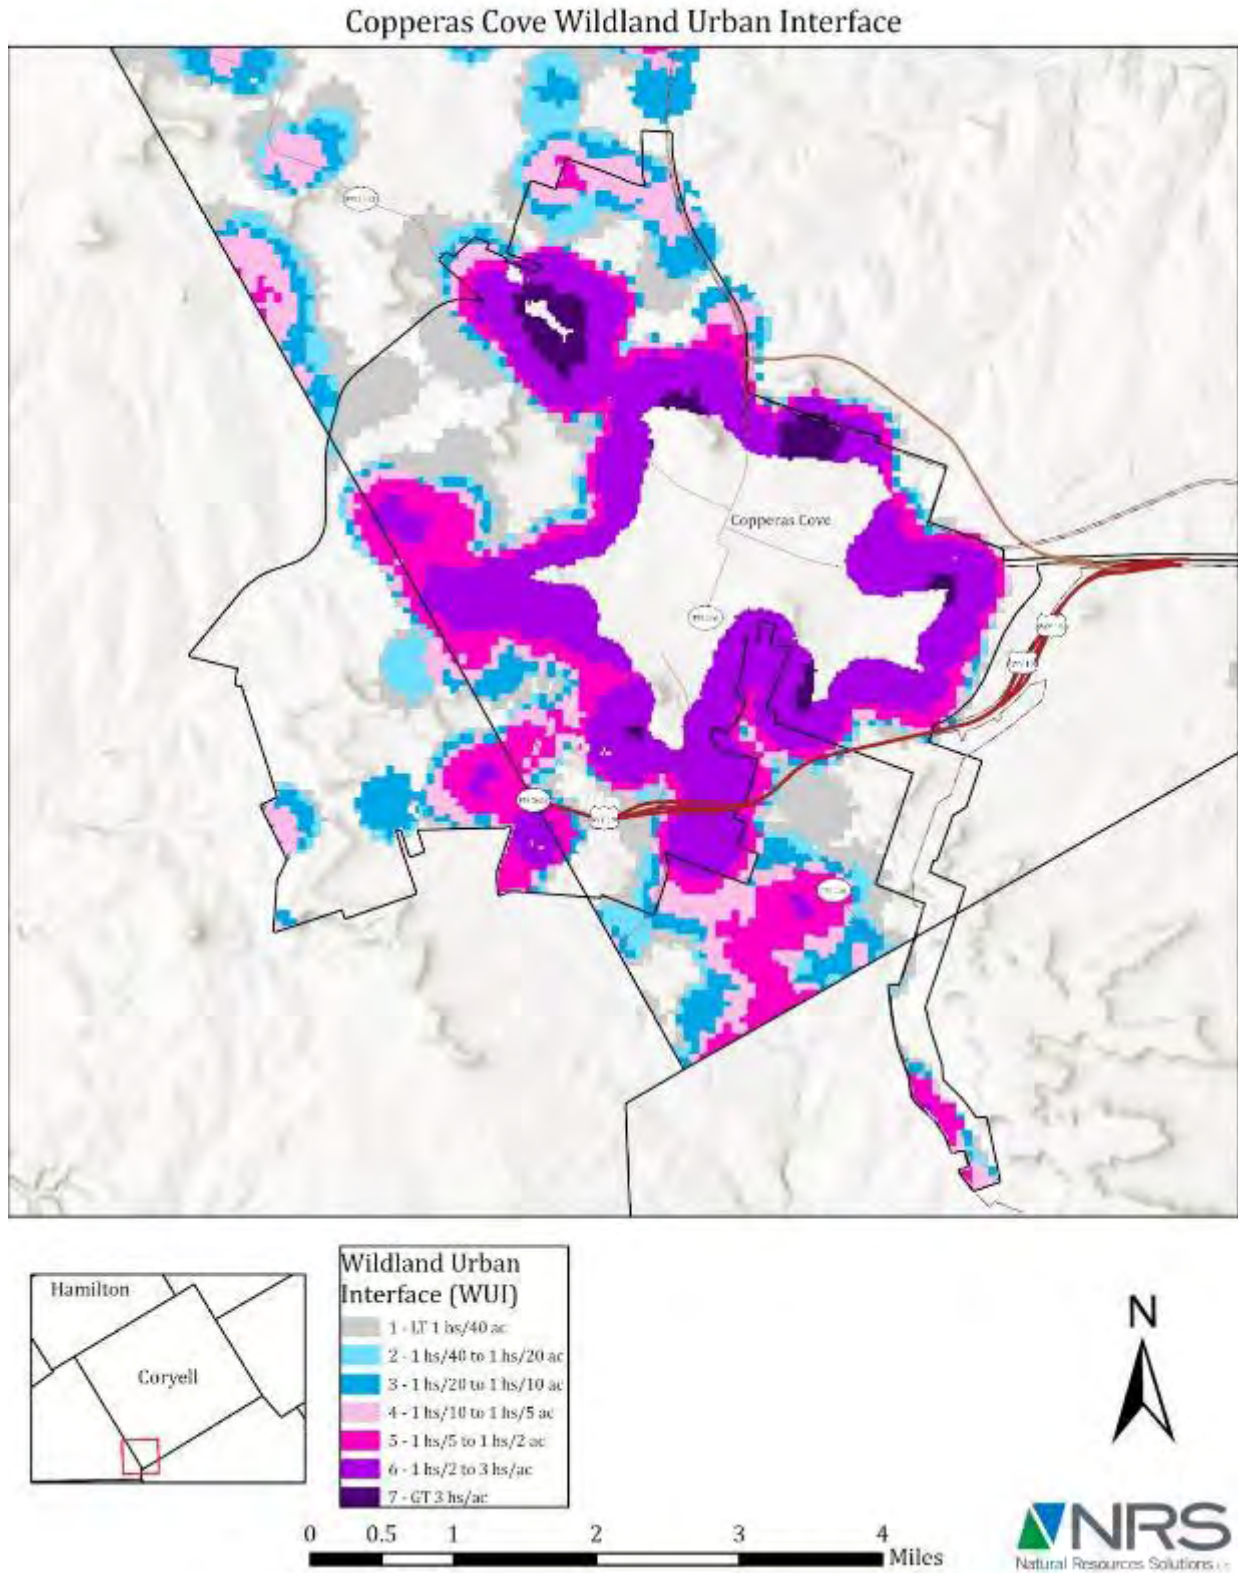 Copperas Cove Wildland Urban Interface
Copperas Cove
Hamilton
Coryell
Wildland Urban
Interface (WUI)
1 - LT 1 hs/40 ac
2 - 1 hs/40 to 1 hs/20 ac
3 - 1 hs/20 to 1 hs/10 ac
4 - 1 hs/10 to 1 hs/5 ac
5 - 1 hs/5 to 1 hs/2 ac
6 - 1 hs/2 to 3 hs/ac
7 - GT 3 hs/ac
0 0.5 1 2 3 4
Miles
N
NRS
Natural Resources Solutions